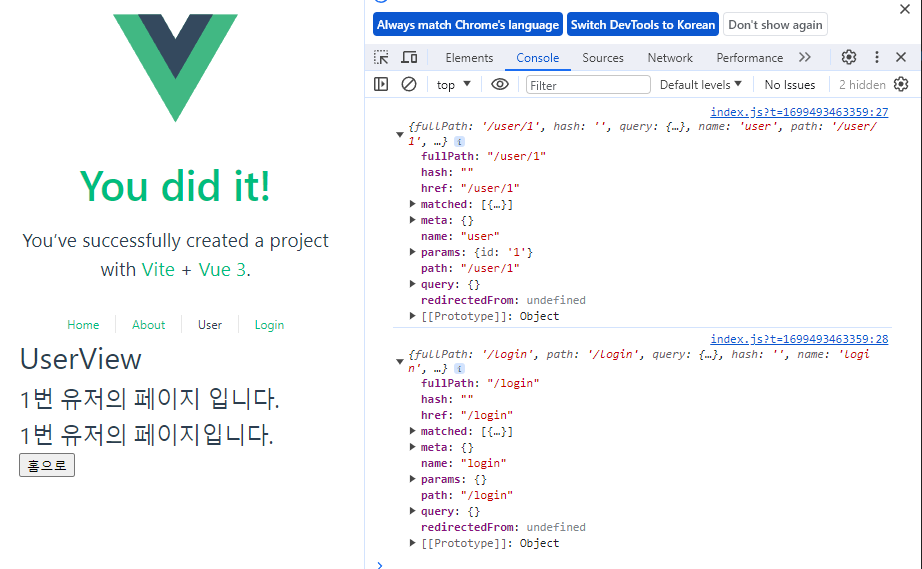 You did it!
You've successfully created a project
with Vite + Vue 3.
Home
About
User
Login
UserView
1번 유저의 페이지 입니다.
1번 유저의 페이지입니다.
홈으로
Always match Chrome's language
Switch DevTools to Korean
Don't show again
Elements
Console
Sources
Network
Performance
top
Filter
Default levels
No Issues
2 hidden
index.js?t=1699493463359:27
{fullPath: '/user/1', hash: '', query: {…}, name: 'user', path: '/user/
1', …}
fullPath: "/user/1"
hash: ""
href: "/user/1"
matched: [{…}]
meta: {}
name: "user"
params: {id: '1'}
path: "/user/1"
query: {}
redirectedFrom: undefined
[[Prototype]]: Object
index.js?t=1699493463359:28
{fullPath: '/login', path: '/login', query: {…}, hash: '', name: 'logi
n', …}
fullPath: "/login"
hash: ""
href: "/login"
matched: [{…}]
meta: {}
name: "login"
params: {}
path: "/login"
query: {}
redirectedFrom: undefined
[[Prototype]]: Object